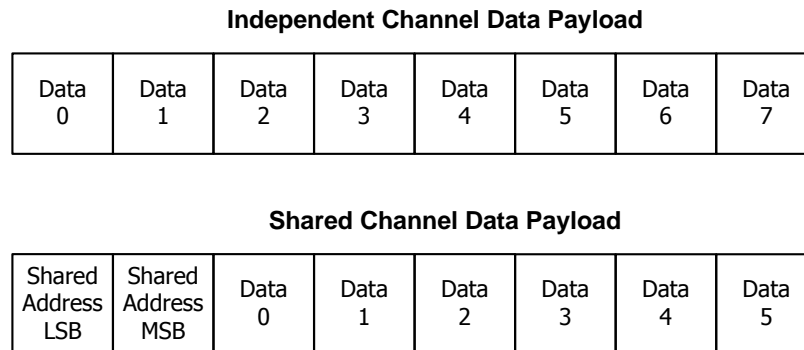 Independent Channel Data Payload
Data Data Data Data Data Data Data Data
0 1 2 3 4 5 6 7
Shared Channel Data Payload
Shared Shared
Address Address Data Data Data Data Data Data
LSB MSB 0 1 2 3 4 5